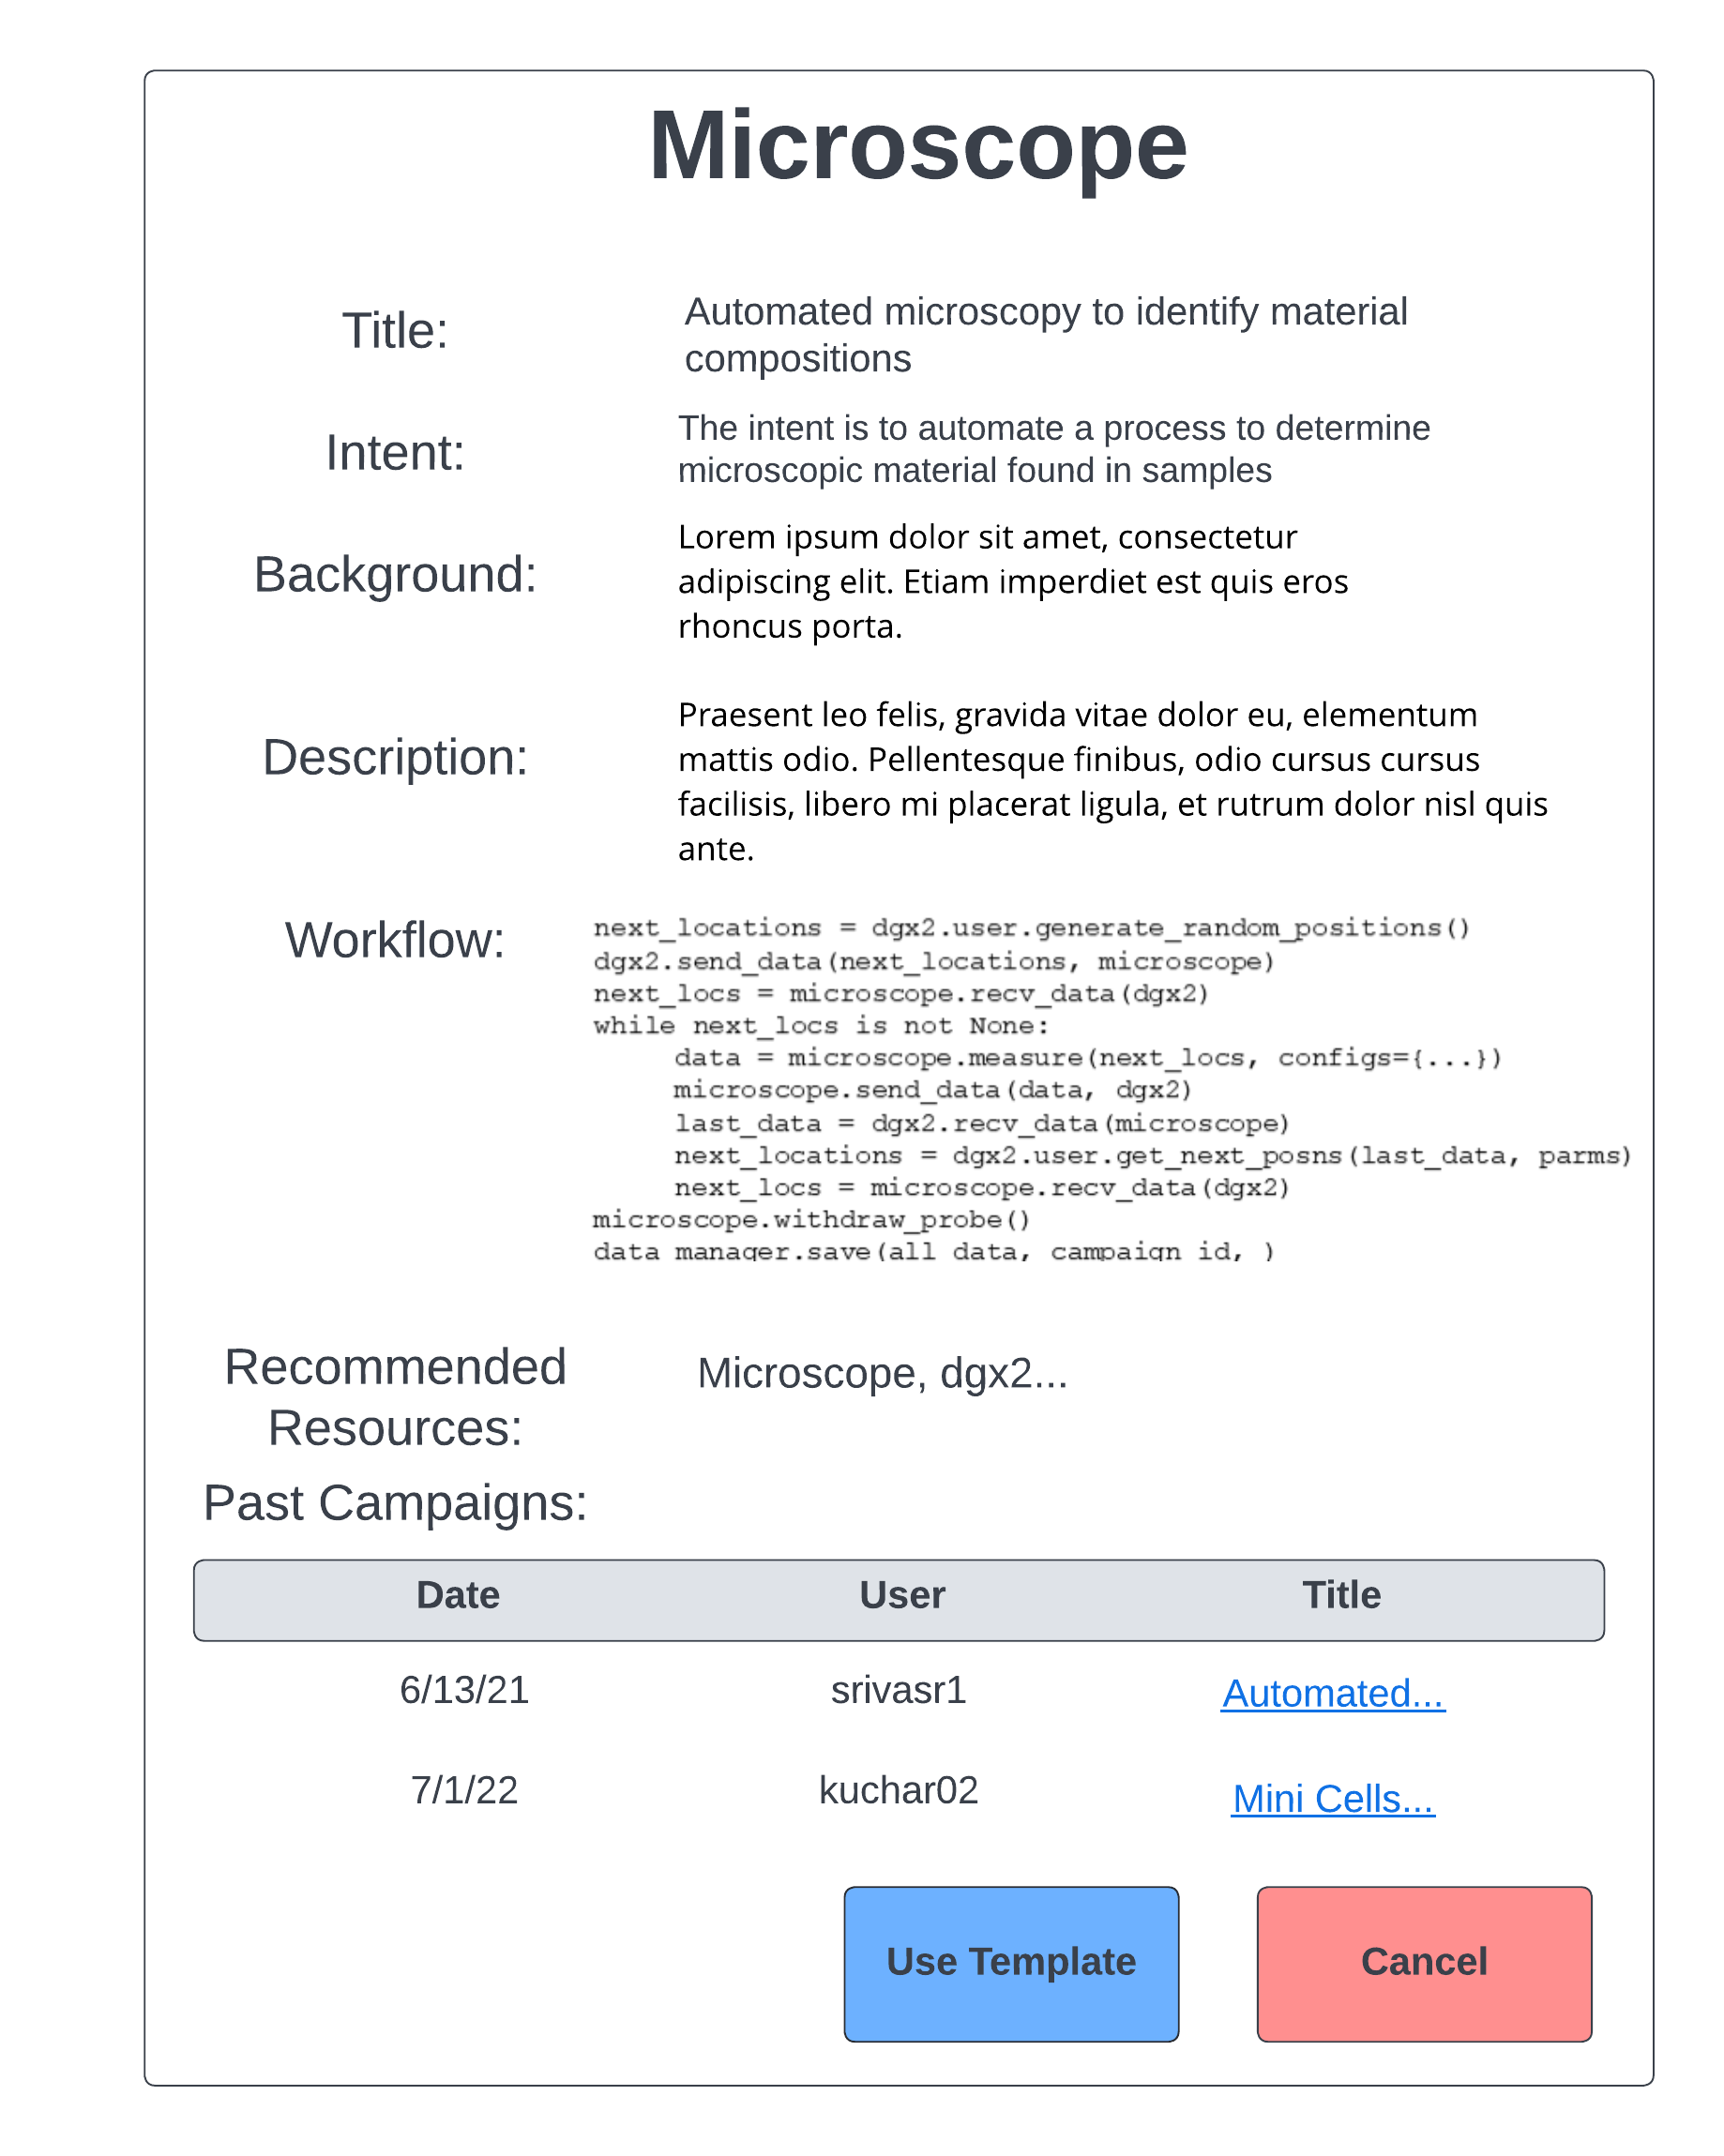 Microscope
Title:
Automated microscopy to identify material
compositions
Intent:
The intent is to automate a process to determine
microscopic material found in samples
Background:
Lorem ipsum dolor sit amet, consectetur
adipiscing elit. Etiam imperdiet est quis eros
rhoncus porta.
Description:
Praesent leo felis, gravida vitae dolor eu, elementum
mattis odio. Pellentesque finibus, odio cursus cursus
facilisis, libero mi placerat ligula, et rutrum dolor nisl quis
ante.
Workflow:
next_locations = dgx2.user.generate_random_positions()
dgx2.send_data(next_locations, microscope)
next_locs = microscope.recv_data(dgx2)
while next_locs is not None:
data = microscope.measure(next_locs, configs={...})
microscope.send_data(data, dgx2)
last_data = dgx2.recv_data(microscope)
next_locations = dgx2.user.get_next_posns(last_data, parms)
next_locs = microscope.recv_data(dgx2)
microscope.withdraw_probe()
data manager.save(all data, campaign id, )
Recommended
Resources:
Microscope, dgx2...
Past Campaigns:
Date User Title
6/13/21 srivasr1 Automated...
7/1/22 kuchar02 Mini Cells...
Use Template Cancel